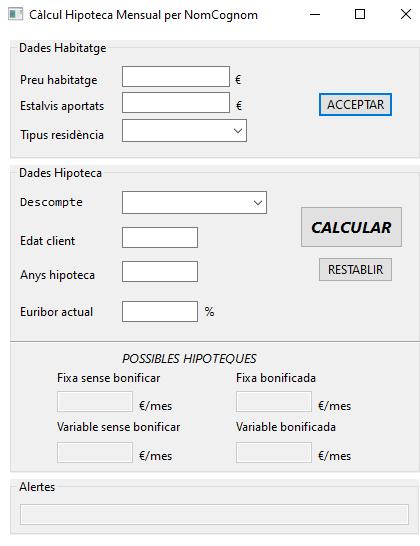 Càlcul Hipoteca Mensual per NomCognom
Dades Habitatge
Preu habitatge €
Estalvis aportats € ACCEPTAR
Tipus residència
Dades Hipoteca
Descompte
CALCULAR
Edat client
Anys hipoteca RESTABLIR
Euribor actual %
POSSIBLES HIPOTEQUES
Fixa sense bonificar Fixa bonificada
€/mes €/mes
Variable sense bonificar Variable bonificada
€/mes €/mes
Alertes